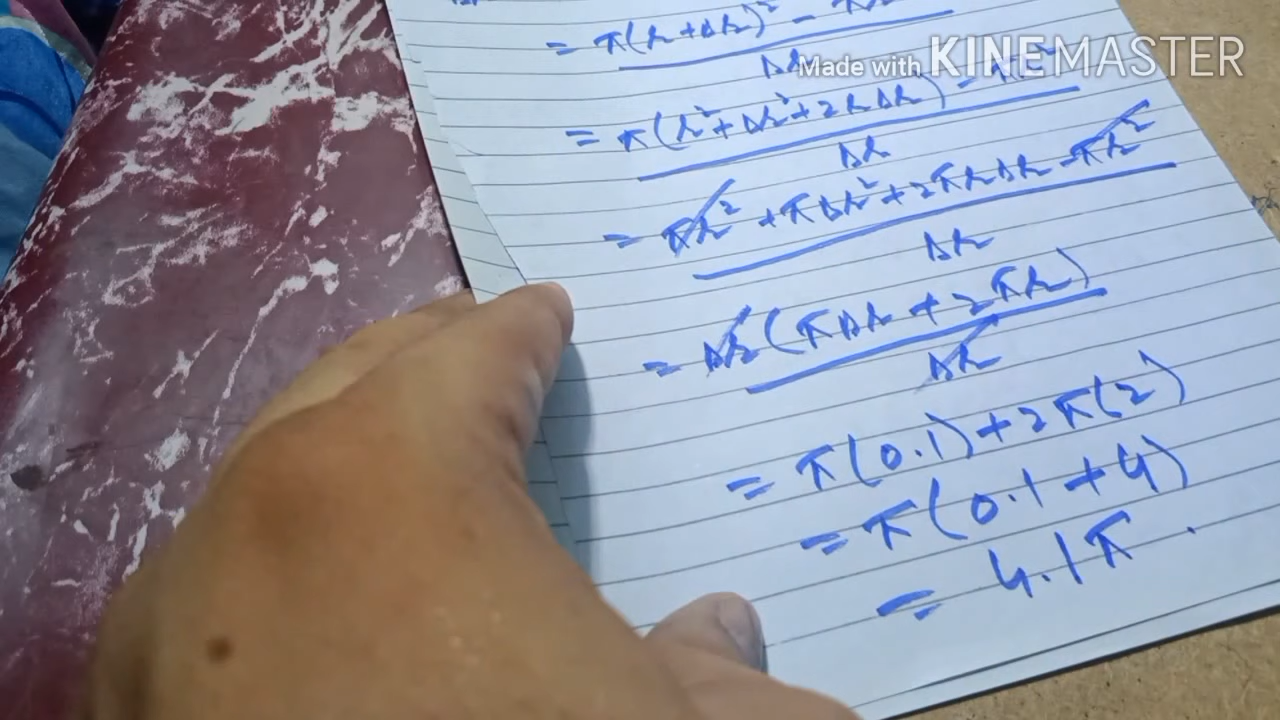 = π(r+Δr)² - πr²
Δr
Made with KINEMASTER
= π(r²+Δr²+2rΔr) - πr²
Δr
= πr² + πΔr² + 2πrΔr - πr²
Δr
= Δr(πΔr + 2πr)
Δr
= π(0.1)+2π(2)
= π(0.1+4)
= 4.1π.